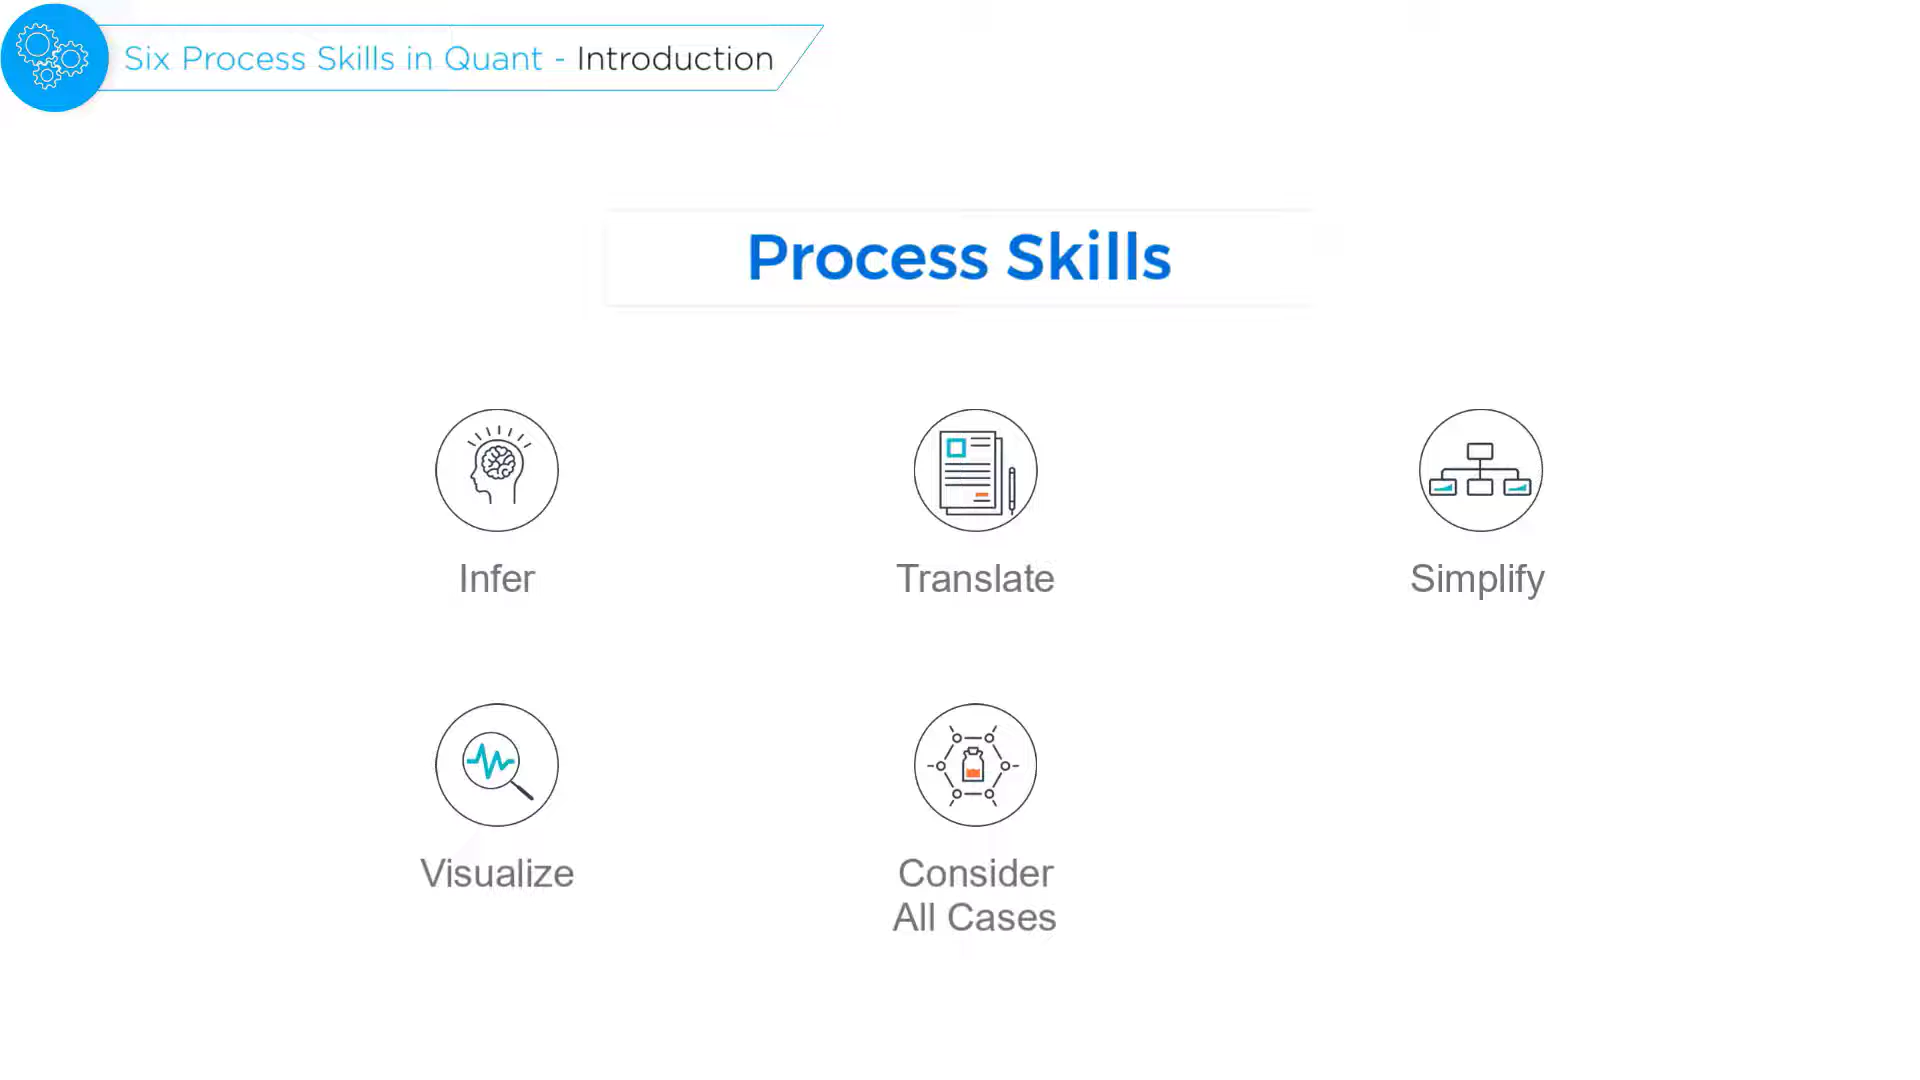 Six Process Skills in Quant - Introduction
Process Skills
Infer
Translate
Simplify
Visualize
Consider
All Cases